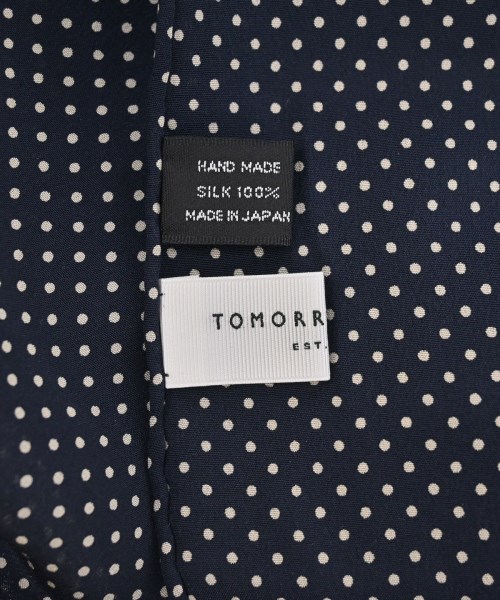 HAND MADE
SILK 100%
MADE IN JAPAN
TOMORR
EST.